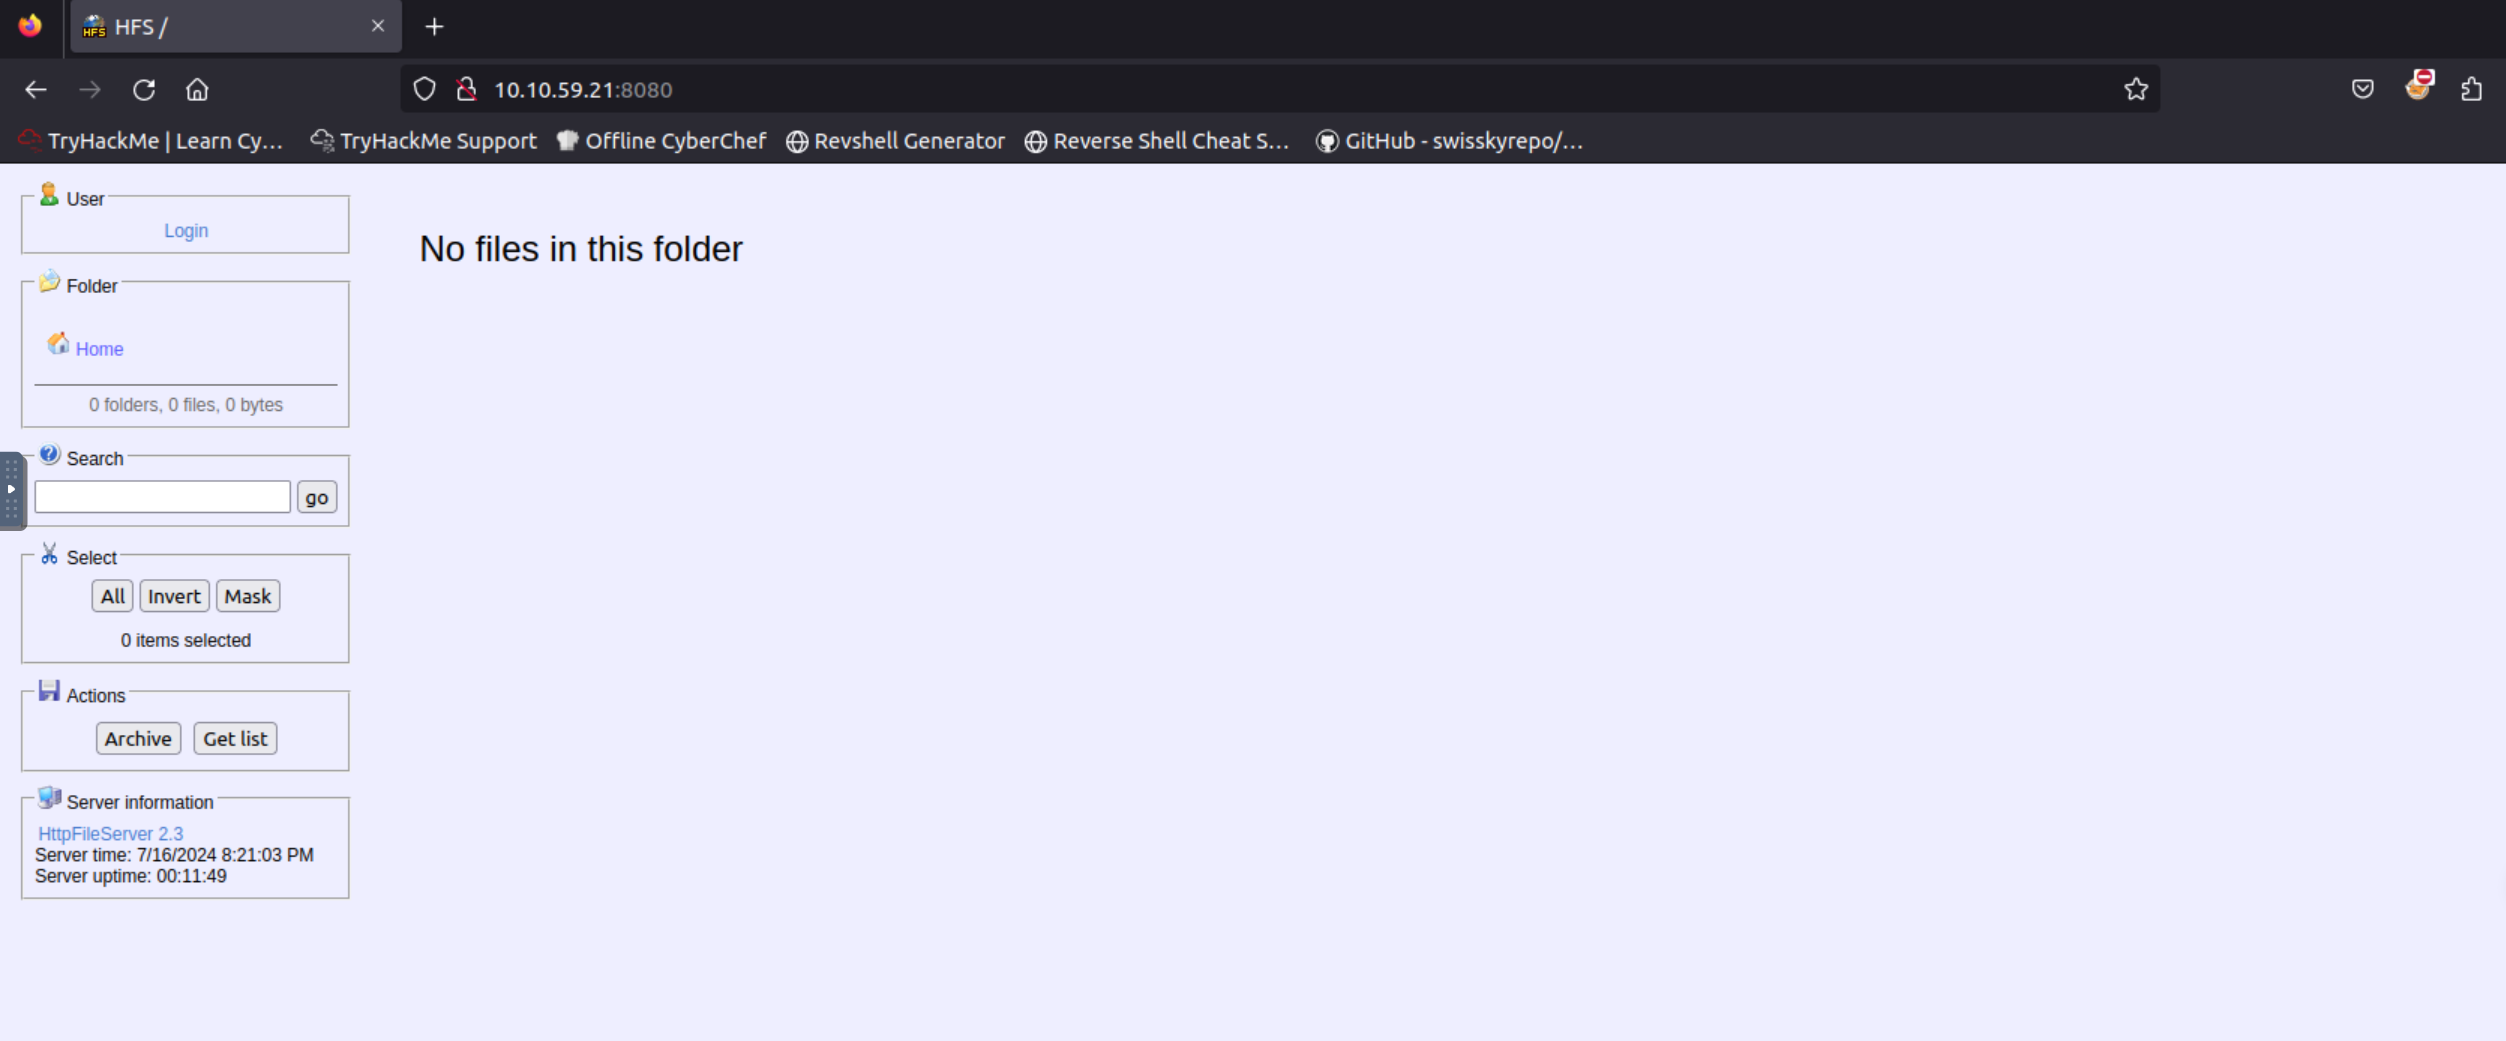 HFS /
10.10.59.21:8080
TryHackMe | Learn Cy... TryHackMe Support Offline CyberChef Revshell Generator Reverse Shell Cheat S... GitHub - swisskyrepo/...
User
Login
No files in this folder
Folder
Home
0 folders, 0 files, 0 bytes
Search
go
Select
All Invert Mask
0 items selected
Actions
Archive Get list
Server information
HttpFileServer 2.3
Server time: 7/16/2024 8:21:03 PM
Server uptime: 00:11:49